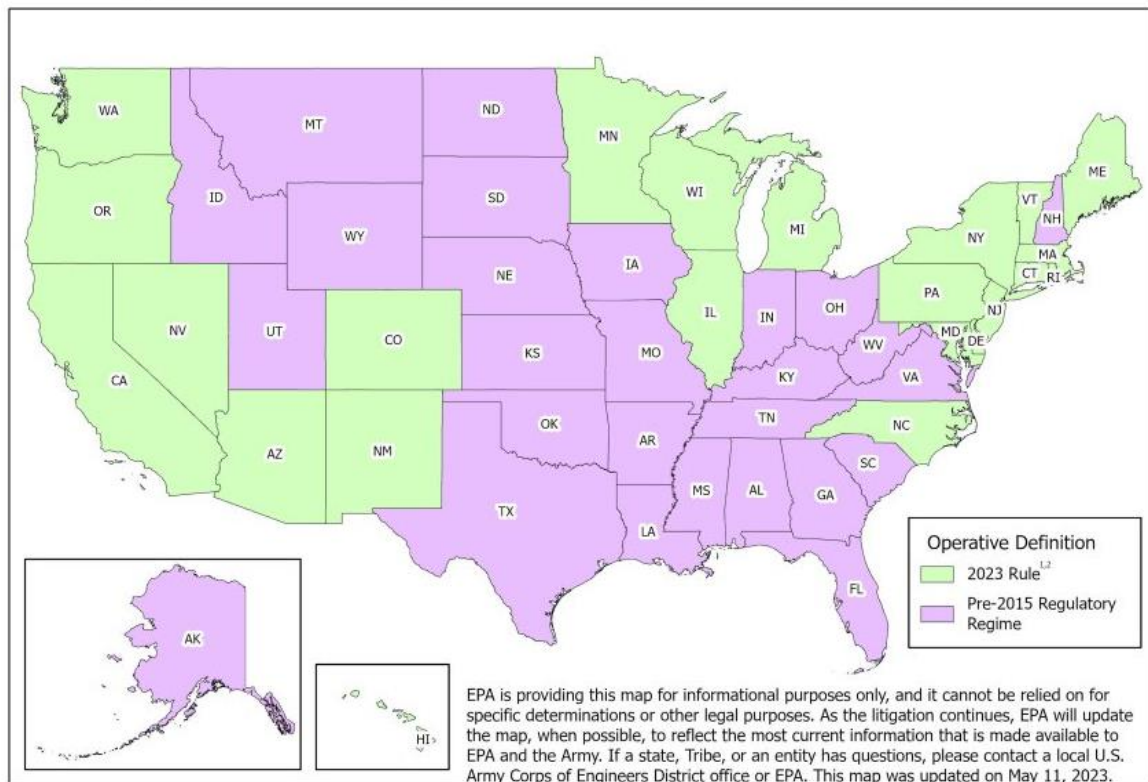 WA
MT
ND
MN
ME
OR
ID
SD
WI
VT
NH
WY
MI
NY
MA
CT
RI
IA
NE
PA
NV
UT
CO
IL
IN
OH
NJ
MD
DE
CA
KS
MO
WV
VA
KY
AZ
NM
OK
AR
TN
NC
SC
TX
LA
MS
AL
GA
FL
AK
HI
Operative Definition
2023 Rule1,2
Pre-2015 Regulatory
Regime
EPA is providing this map for informational purposes only, and it cannot be relied on for
specific determinations or other legal purposes. As the litigation continues, EPA will update
the map, when possible, to reflect the most current information that is made available to
EPA and the Army. If a state, Tribe, or an entity has questions, please contact a local U.S.
Army Corps of Engineers District office or EPA. This map was updated on May 11, 2023.